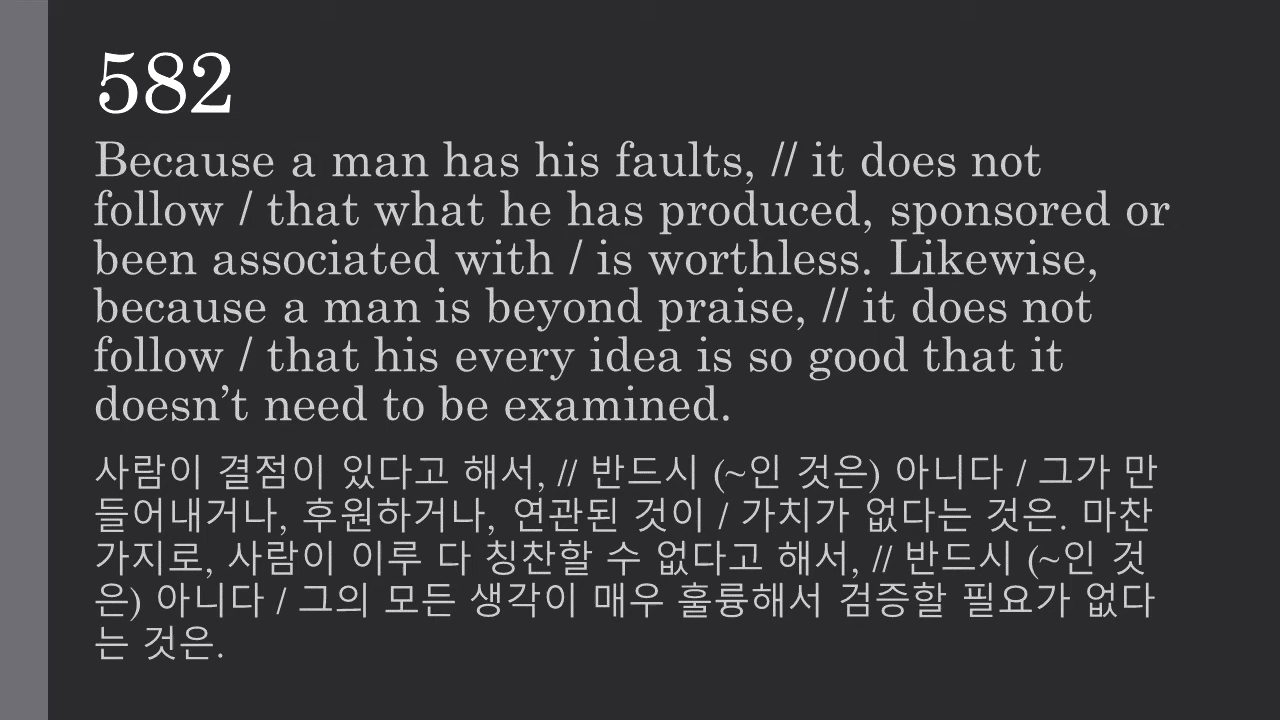 582
Because a man has his faults, // it does not
follow / that what he has produced, sponsored or
been associated with / is worthless. Likewise,
because a man is beyond praise, // it does not
follow / that his every idea is so good that it
doesn’t need to be examined.
사람이 결점이 있다고 해서, // 반드시 (~인 것은) 아니다 / 그가 만
들어내거나, 후원하거나, 연관된 것이 / 가치가 없다는 것은. 마찬
가지로, 사람이 이루 다 칭찬할 수 없다고 해서, // 반드시 (~인 것
은) 아니다 / 그의 모든 생각이 매우 훌륭해서 검증할 필요가 없다
는 것은.